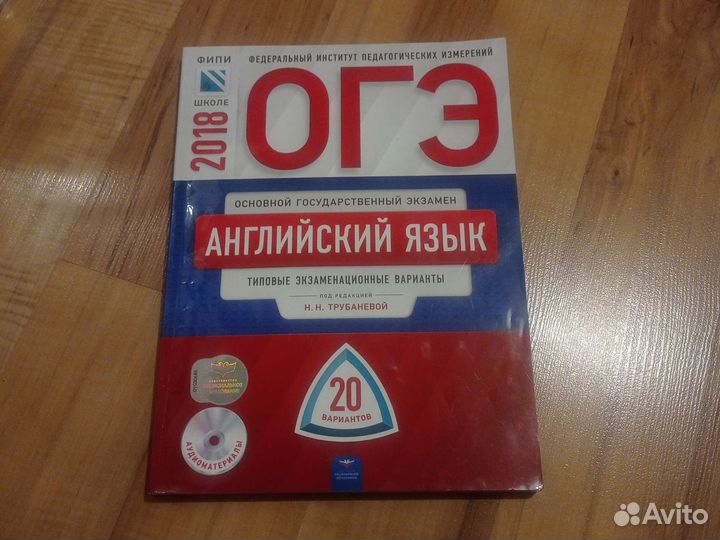 ФЕДЕРАЛЬНЫЙ ИНСТИТУТ ПЕДАГОГИЧЕСКИХ ИЗМЕРЕНИЙ
ФИПИ
ШКОЛЕ
2018
ОГЭ
ОСНОВНОЙ ГОСУДАРСТВЕННЫЙ ЭКЗАМЕН
АНГЛИЙСКИЙ ЯЗЫК
ТИПОВЫЕ ЭКЗАМЕНАЦИОННЫЕ ВАРИАНТЫ
ПОД РЕДАКЦИЕЙ
Н. Н. ТРУБАНЕВОЙ
20
ВАРИАНТОВ
АУДИОМАТЕРИАЛЫ
Avito